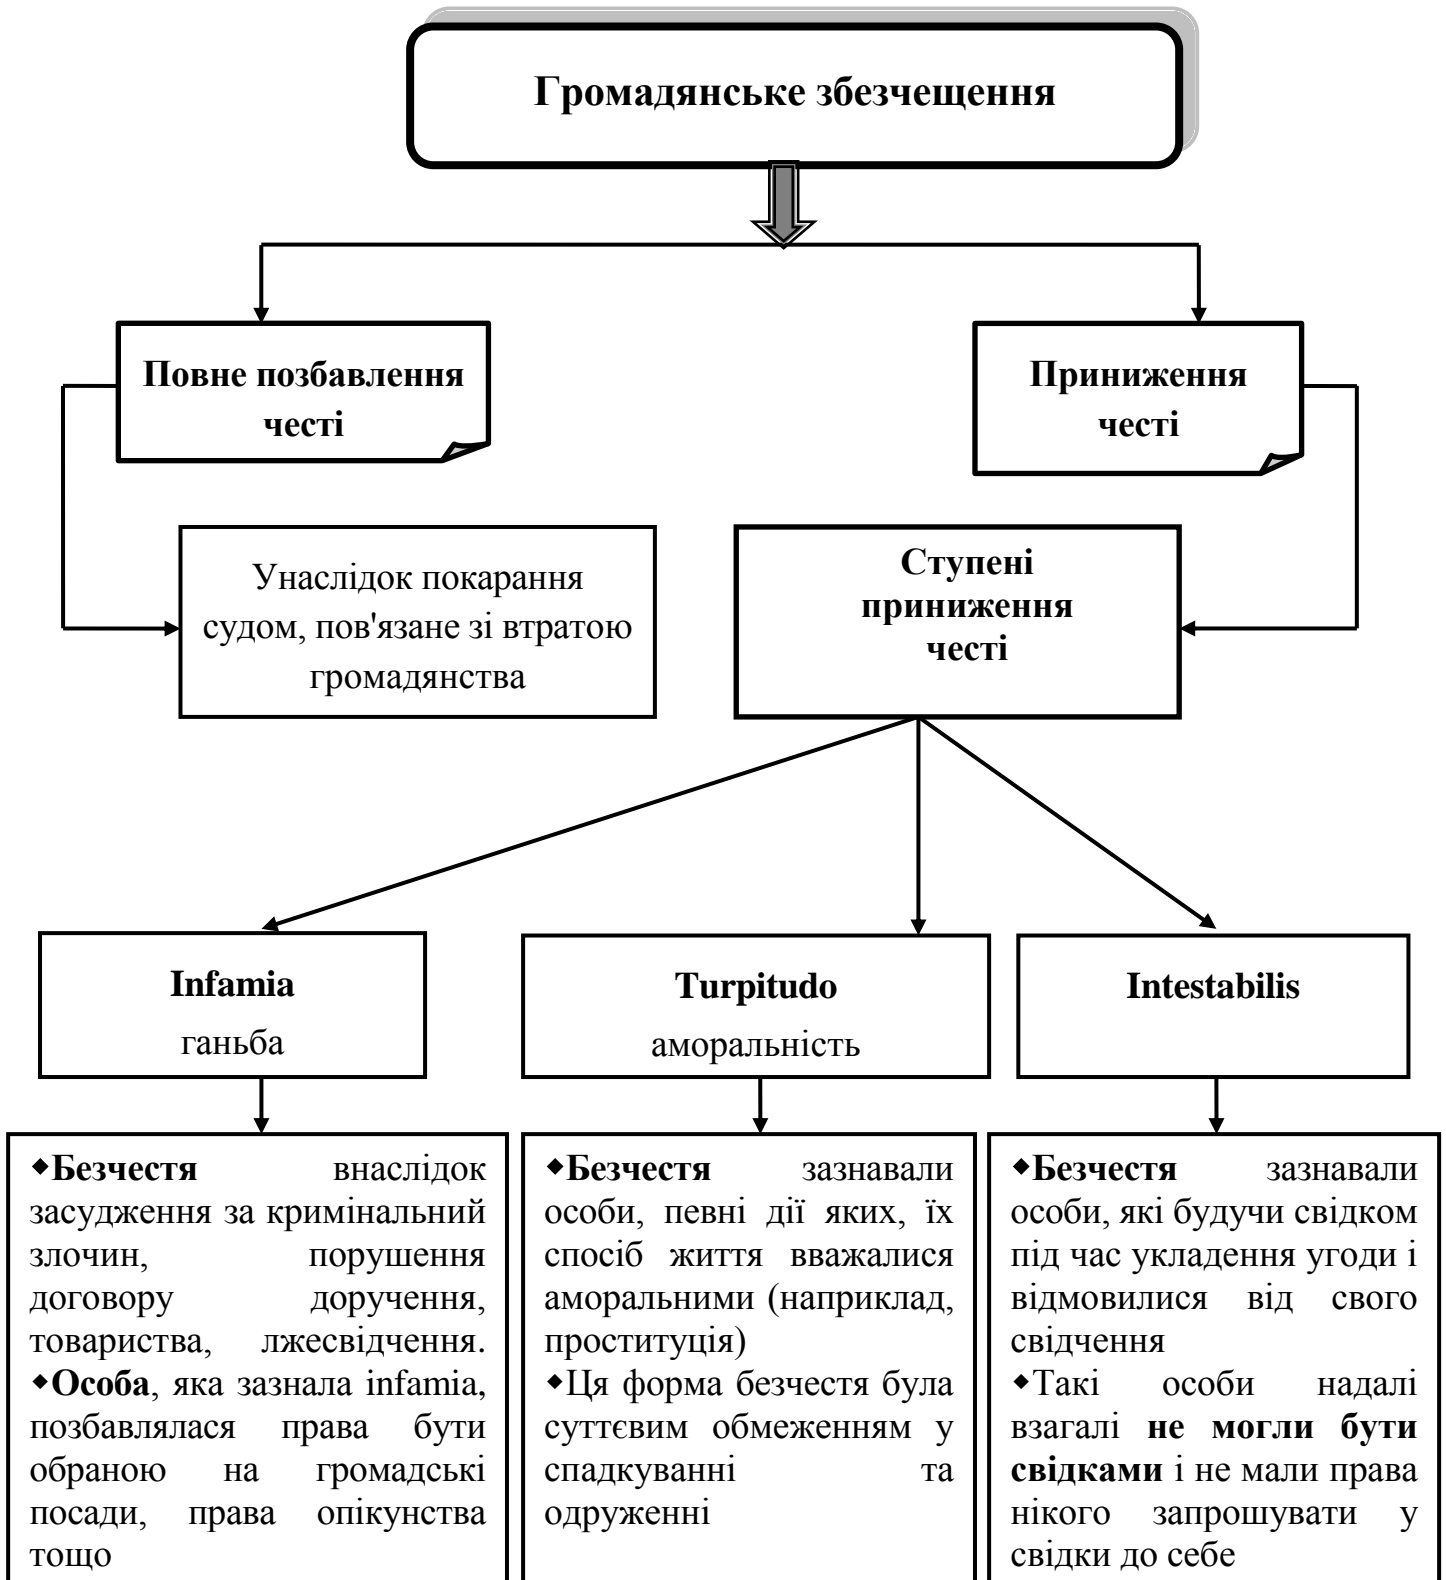 Громадянське збезчещення
Повне позбавлення
честі
Приниження
честі
Унаслідок покарання
судом, пов'язане зі втратою
громадянства
Ступені
приниження
честі
Infamia
ганьба
Turpitudo
аморальність
Intestabilis
◆Безчестя внаслідок
засудження за кримінальний
злочин, порушення
договору доручення,
товариства, лжесвідчення.
◆Особа, яка зазнала infamia,
позбавлялася права бути
обраною на громадські
посади, права опікунства
тощо
◆Безчестя зазнавали
особи, певні дії яких, їх
спосіб життя вважалися
аморальними (наприклад,
проституція)
◆Ця форма безчестя була
суттєвим обмеженням у
спадкуванні та
одруженні
◆Безчестя зазнавали
особи, які будучи свідком
під час укладення угоди і
відмовилися від свого
свідчення
◆Такі особи надалі
взагалі не могли бути
свідками і не мали права
нікого запрошувати у
свідки до себе